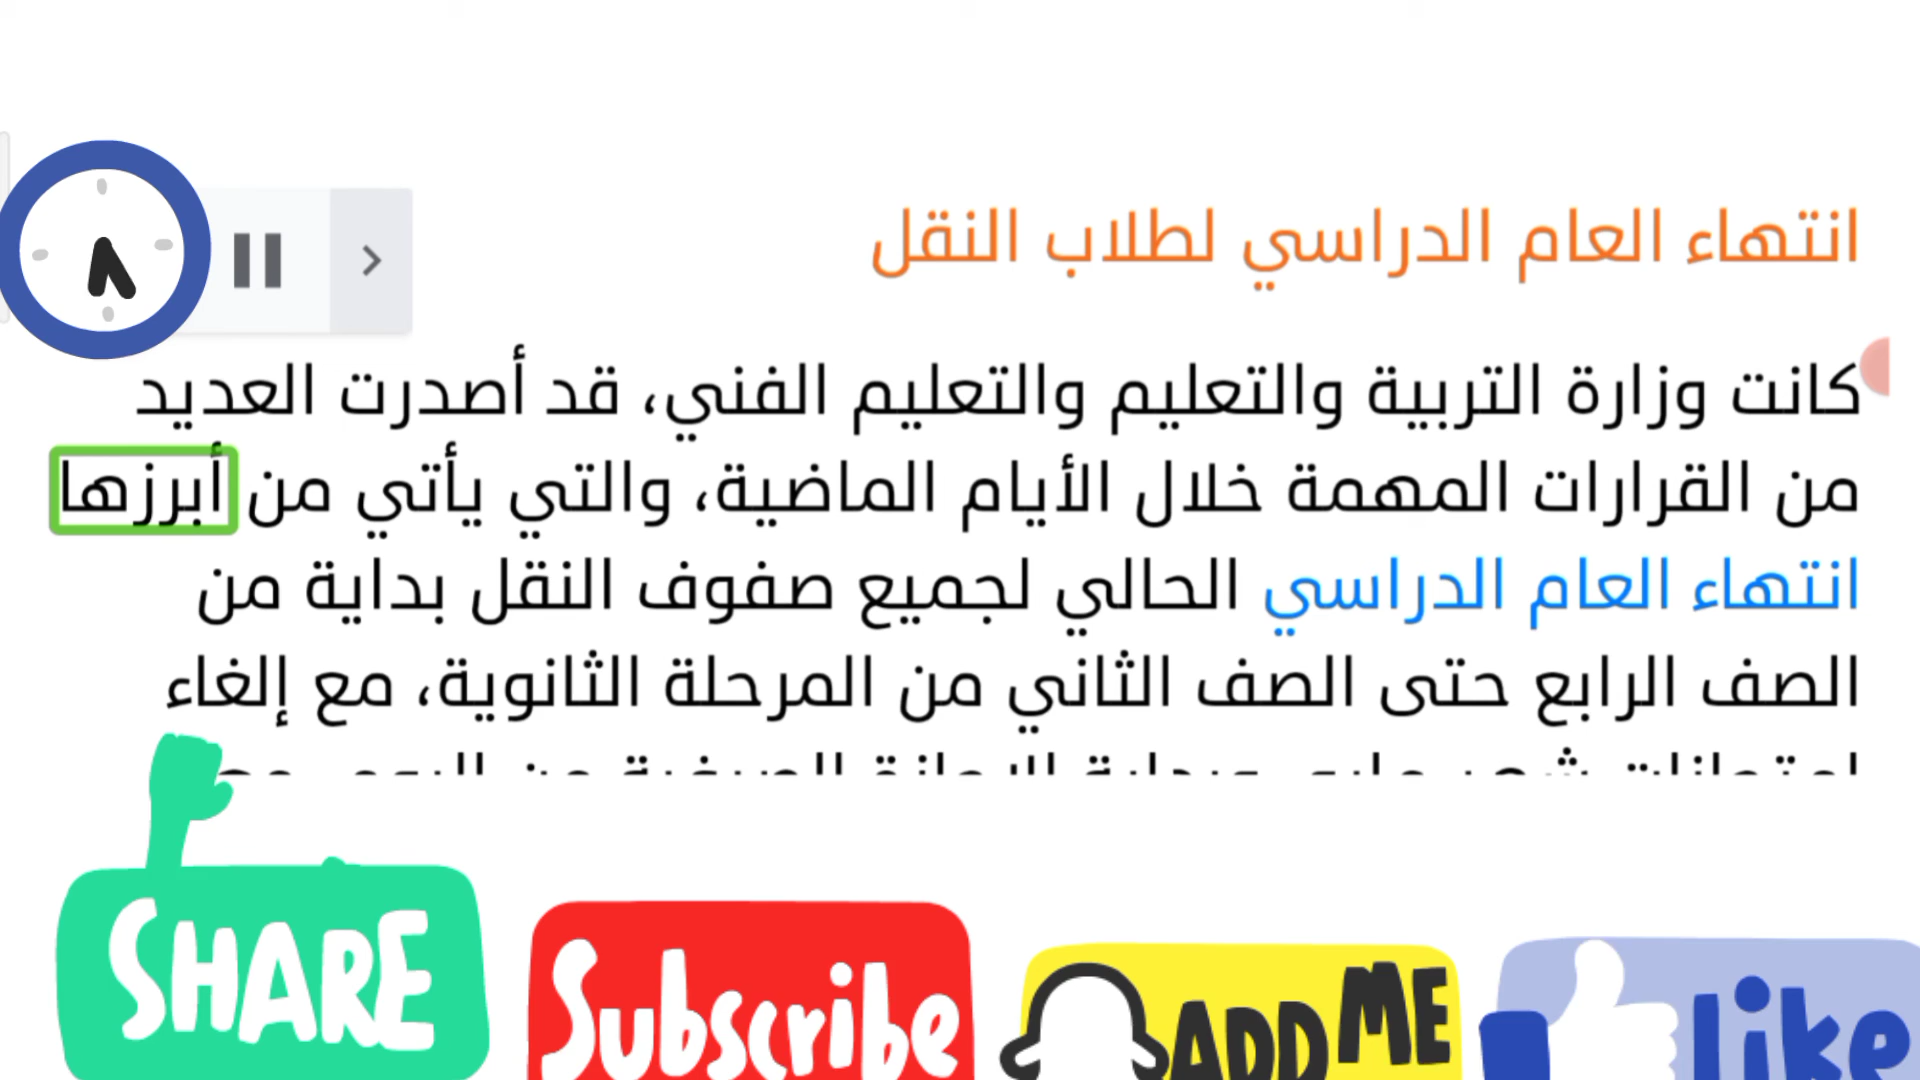 انتهاء العام الدراسي لطلاب النقل
كانت وزارة التربية والتعليم والتعليم الفني، قد أصدرت العديد
من القرارات المهمة خلال الأيام الماضية، والتي يأتي من أبرزها
انتهاء العام الدراسي الحالي لجميع صفوف النقل بداية من
الصف الرابع حتى الصف الثاني من المرحلة الثانوية، مع إلغاء
SHARE
Subscribe
ADD ME
like